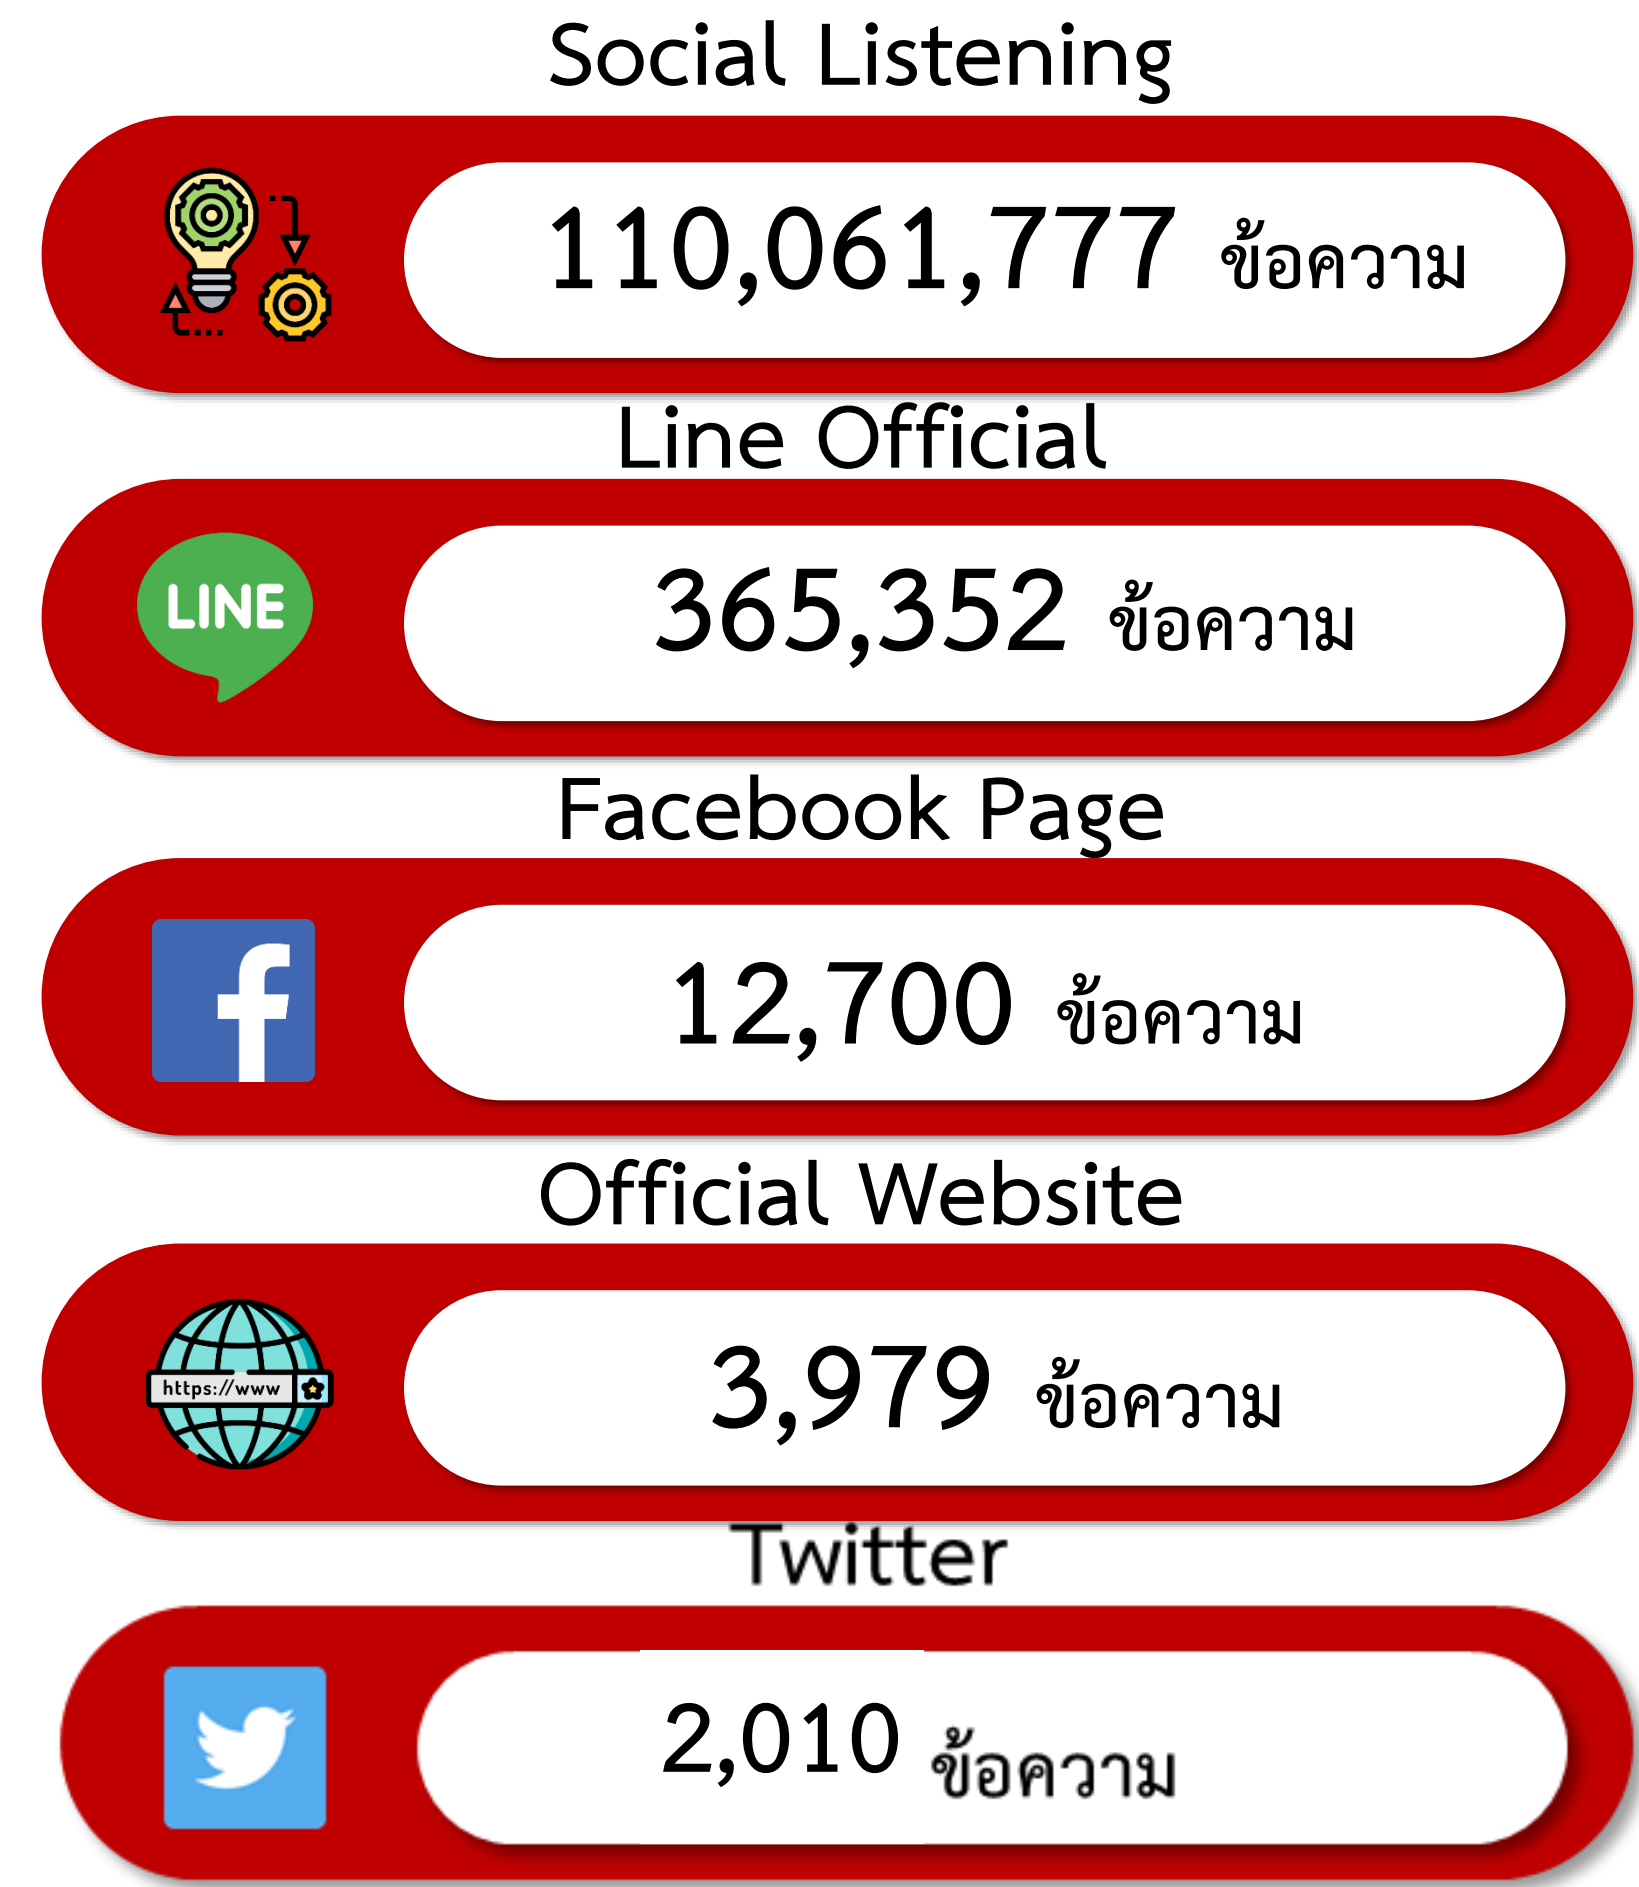 Social Listening
110,061,777 ข้อความ
Line Official
LINE
365,352 ข้อความ
Facebook Page
12,700 ข้อความ
Official Website
https://www
3,979 ข้อความ
Twitter
2,010 ข้อความ